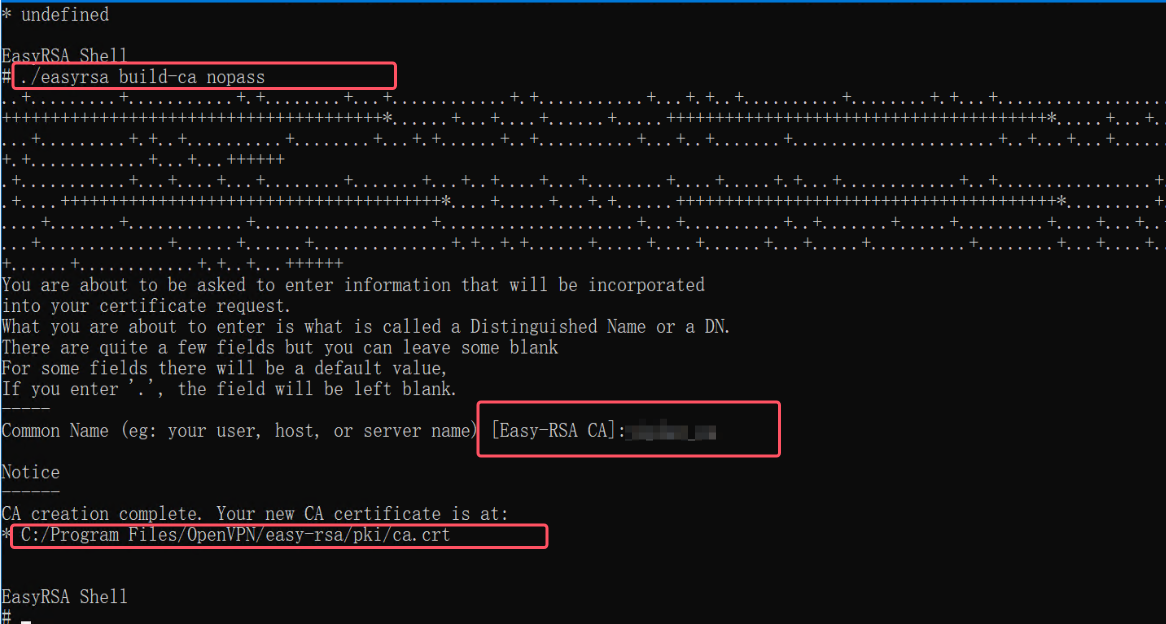 * undefined
EasyRSA Shell
# ./easyrsa build-ca nopass
..+.........+...........+.+........+...+............+.+...........+...+.+..+..........+........+.+...+..................
+++++++++++++++++++++++++++++++++++++++*......+...+....+......+.....+++++++++++++++++++++++++++++++++++++++*.....+...+..
...+.........+.+..+..........+.........+...+.+....+......+..+........+......+.....................+..+...+....+...
+.+............+...+...++++++
.+...........+...+....+...+........+.......+...+..+....+...+........+....+.....+.+...+............+..+................+
.+....+++++++++++++++++++++++++++++++++++++++*....+......+...+.+......+++++++++++++++++++++++++++++++++++++++*.........+
....+.......+............+..................+.................+...............+..+.......+.....+.........+....+...+..
...+.............+......+......+..............+.+..+.+......+.....+....+......+...+.....+..........+........+...+....
+......+............+.+..+...++++++
You are about to be asked to enter information that will be incorporated
into your certificate request.
What you are about to enter is what is called a Distinguished Name or a DN.
There are quite a few fields but you can leave some blank
For some fields there will be a default value,
If you enter '.', the field will be left blank.
-----
Common Name (eg: your user, host, or server name) [Easy-RSA CA]:
Notice
------
CA creation complete. Your new CA certificate is at:
* C:/Program Files/OpenVPN/easy-rsa/pki/ca.crt
EasyRSA Shell
#